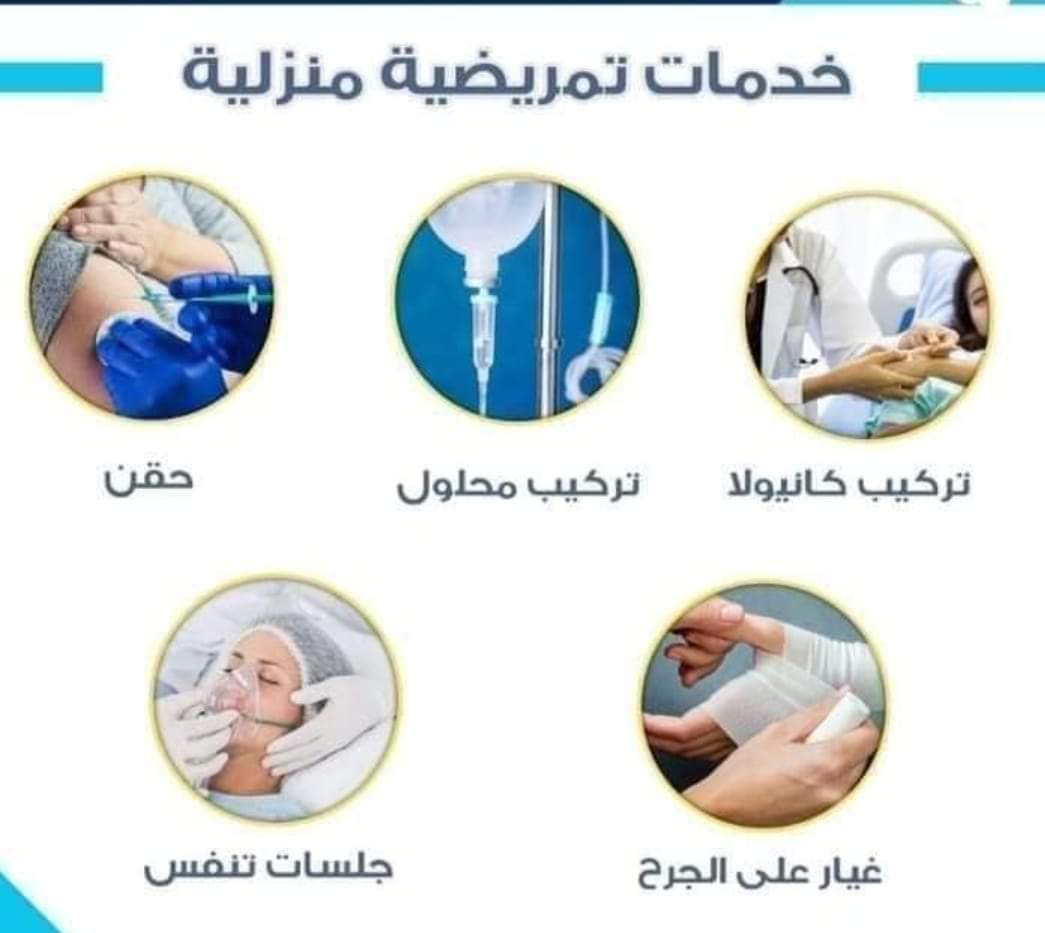 خدمات تمريضية منزلية
تركيب كانيولا
تركيب محلول
حقن
غيار على الجرح
جلسات تنفس